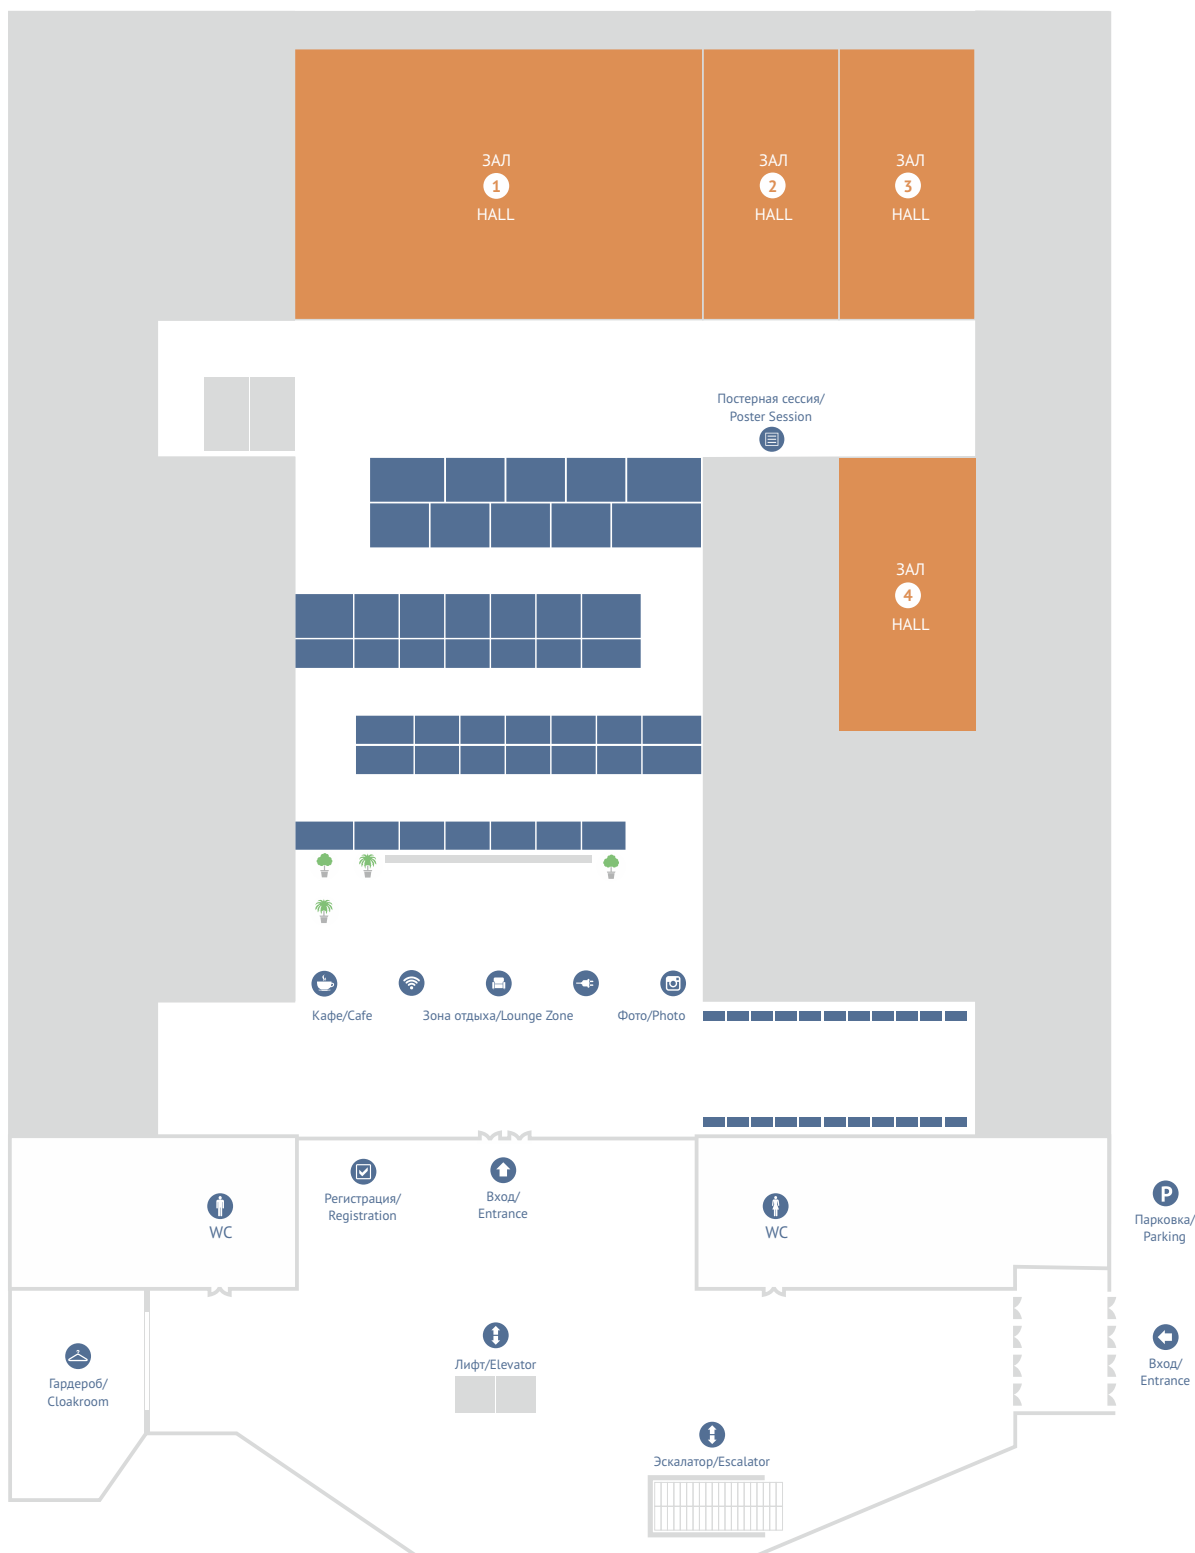 ЗАЛ
1
HALL
ЗАЛ
2
HALL
ЗАЛ
3
HALL
Постерная сессия/
Poster Session
ЗАЛ
4
HALL
Кафе/Cafe
Зона отдыха/Lounge Zone
Фото/Photo
Регистрация/
Registration
Вход/
Entrance
WC
WC
P
Парковка/
Parking
Гардероб/
Cloakroom
Лифт/Elevator
Вход/
Entrance
Эскалатор/Escalator